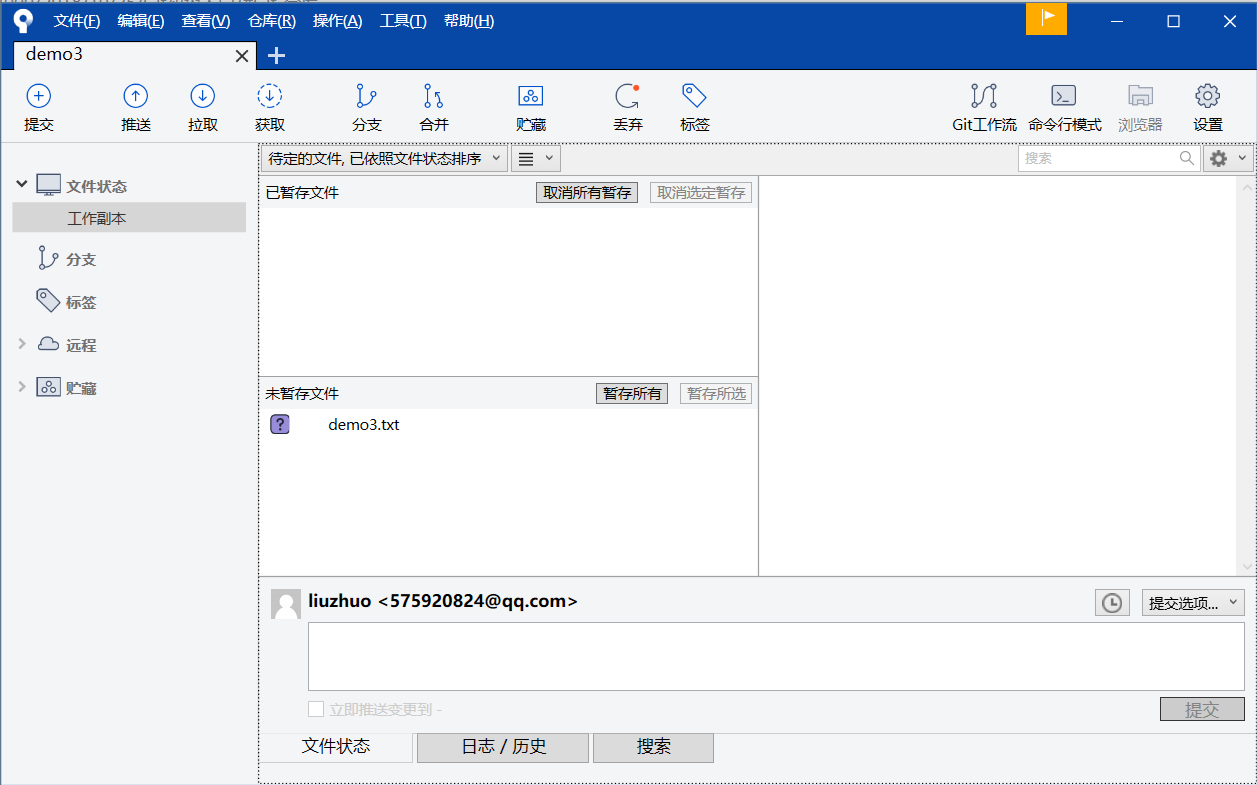 文件(F) 编辑(E) 查看(V) 仓库(R) 操作(A) 工具(T) 帮助(H)
demo3
提交 推送 拉取 获取 分支 合并 贮藏 丢弃 标签 Git工作流 命令行模式 浏览器 设置
待定的文件, 已依照文件状态排序 搜索
文件状态
工作副本
分支
标签
远程
贮藏
已暂存文件 取消所有暂存 取消选定暂存
未暂存文件 暂存所有 暂存所选
? demo3.txt
liuzhuo <575920824@qq.com> 提交选项...
立即推送变更到 - 提交
文件状态 日志 / 历史 搜索